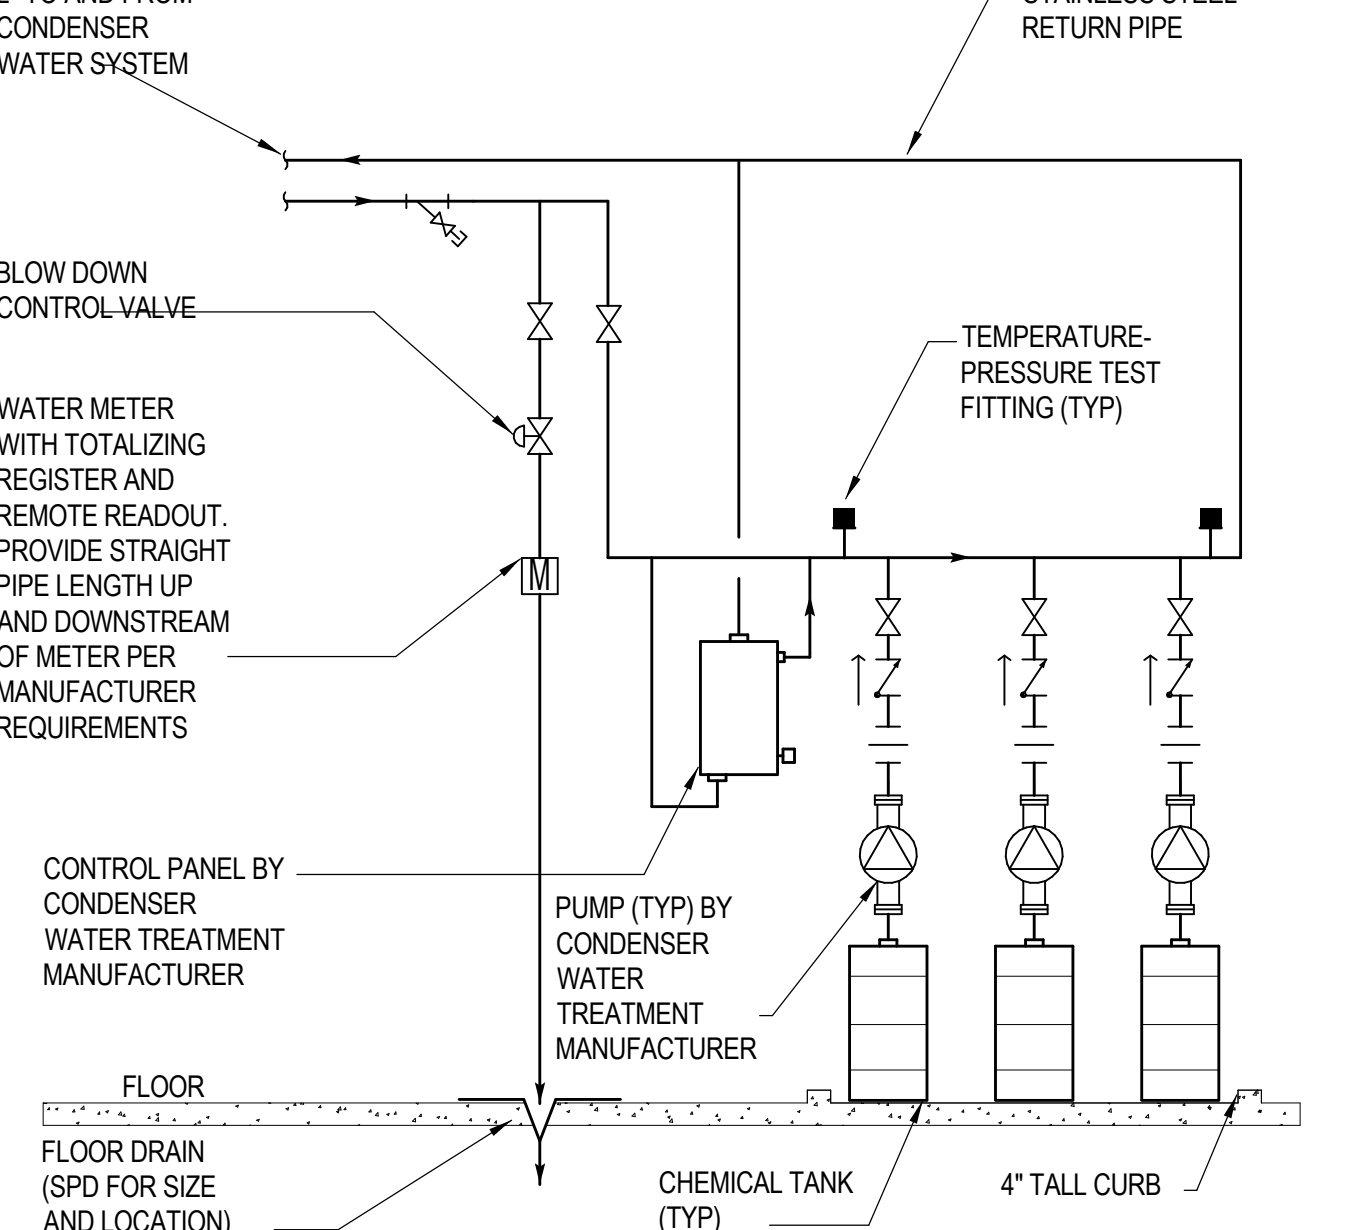 CONDENSER
WATER SYSTEM
RETURN PIPE
BLOW DOWN
CONTROL VALVE
TEMPERATURE-
PRESSURE TEST
FITTING (TYP)
WATER METER
WITH TOTALIZING
REGISTER AND
REMOTE READOUT.
PROVIDE STRAIGHT
PIPE LENGTH UP
AND DOWNSTREAM
OF METER PER
MANUFACTURER
REQUIREMENTS
M
CONTROL PANEL BY
CONDENSER
WATER TREATMENT
MANUFACTURER
PUMP (TYP) BY
CONDENSER
WATER
TREATMENT
MANUFACTURER
FLOOR
FLOOR DRAIN
(SPD FOR SIZE
AND LOCATION)
CHEMICAL TANK
(TYP)
4" TALL CURB